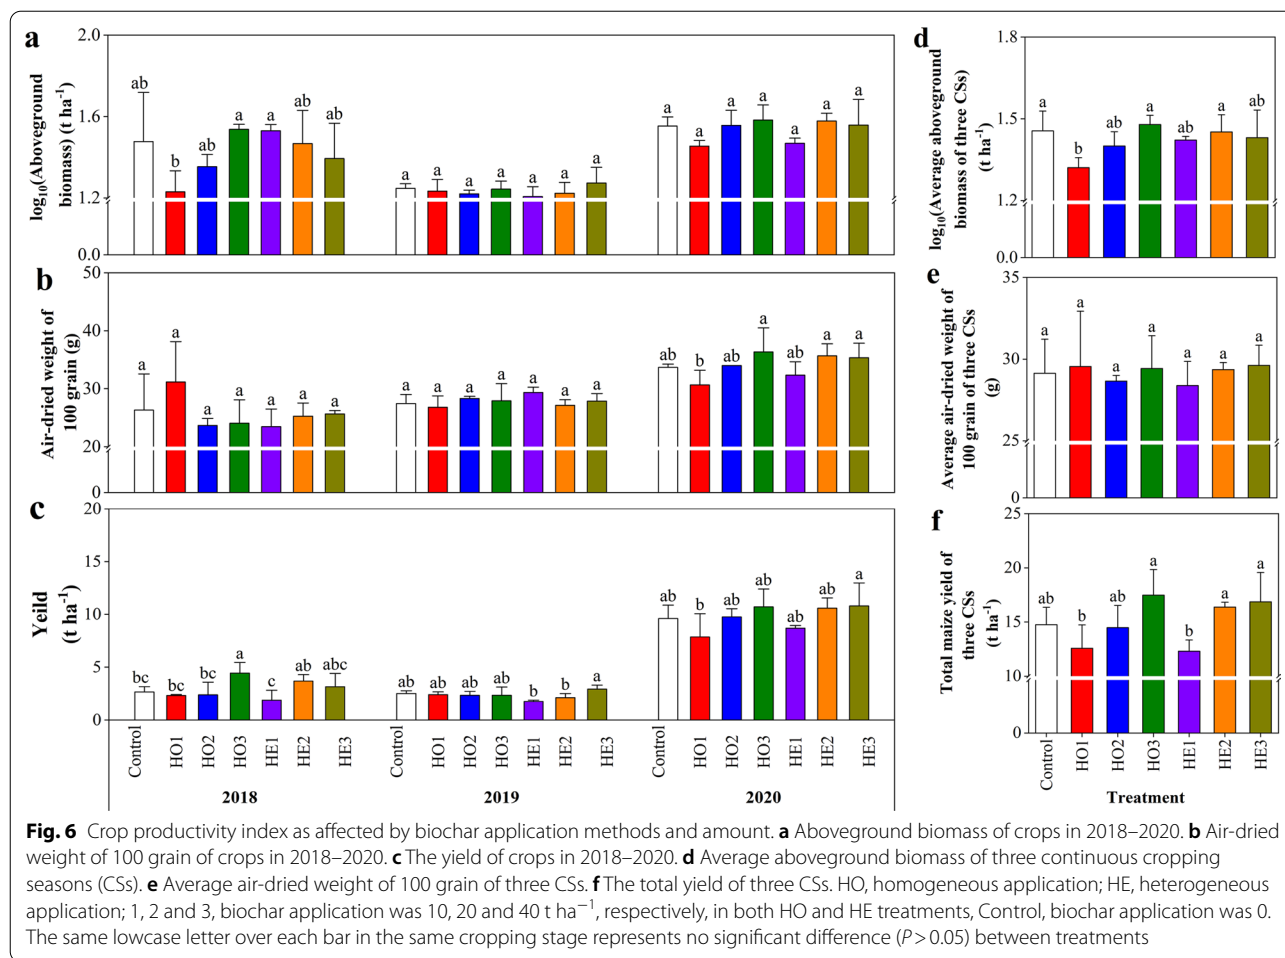 a
log10(Aboveground
biomass) (t ha-1)
2.0
1.6
1.2
0.0
ab
b
ab
a
a
ab
ab
a
a
a
a
a
a
a
a
a
a
a
a
a
a
b
Air-dried weight of
100 grain (g)
50
40
30
20
0
a
a
a
a
a
a
a
a
a
a
a
a
a
a
ab
b
ab
a
ab
a
a
c
Yeild
(t ha-1)
20
15
10
5
0
bc
bc
bc
a
c
ab
abc
ab
ab
ab
ab
b
b
a
ab
b
ab
ab
ab
ab
a
Control
HO1
HO2
HO3
HE1
HE2
HE3
Control
HO1
HO2
HO3
HE1
HE2
HE3
Control
HO1
HO2
HO3
HE1
HE2
HE3
2018
2019
2020
d
log10(Average aboveground
biomass of three CSs)
(t ha-1)
1.8
1.5
1.2
0.0
a
b
ab
a
ab
a
ab
e
Average air-dried weight of
100 grain of three CSs
(g)
35
30
25
0
a
a
a
a
a
a
a
f
Total maize yield of
three CSs
(t ha-1)
25
20
15
10
0
ab
b
ab
a
b
a
a
Control
HO1
HO2
HO3
HE1
HE2
HE3
Treatment
Fig. 6 Crop productivity index as affected by biochar application methods and amount. a Aboveground biomass of crops in 2018–2020. b Air-dried
weight of 100 grain of crops in 2018–2020. c The yield of crops in 2018–2020. d Average aboveground biomass of three continuous cropping
seasons (CSs). e Average air-dried weight of 100 grain of three CSs. f The total yield of three CSs. HO, homogeneous application; HE, heterogeneous
application; 1, 2 and 3, biochar application was 10, 20 and 40 t ha−1, respectively, in both HO and HE treatments, Control, biochar application was 0.
The same lowcase letter over each bar in the same cropping stage represents no significant difference (P > 0.05) between treatments